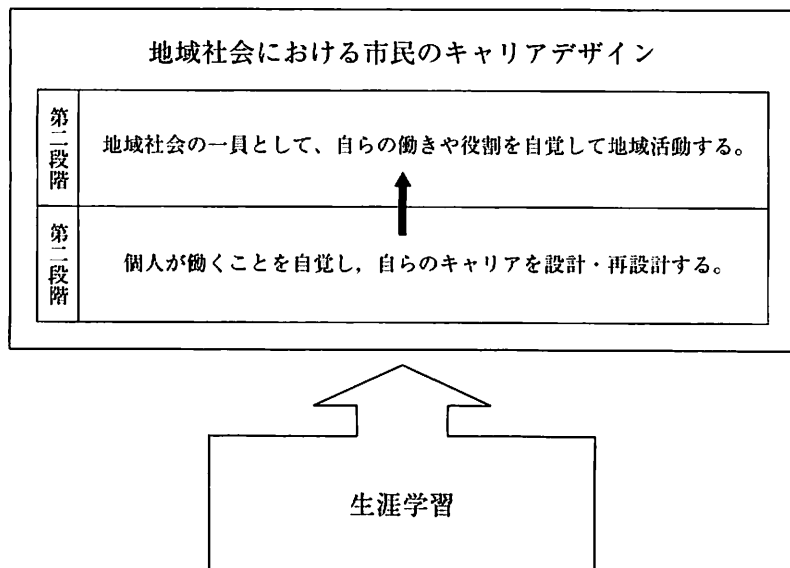 地域社会における市民のキャリアデザイン
第二段階
地域社会の一員として、自らの働きや役割を自覚して地域活動する。
第二段階
個人が働くことを自覚し，自らのキャリアを設計・再設計する。
生涯学習